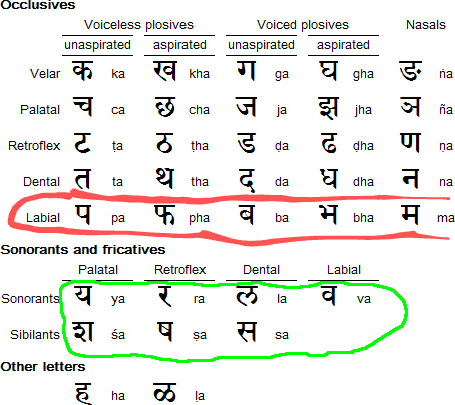 Occlusives
Voiceless plosives Voiced plosives Nasals
unaspirated aspirated unaspirated aspirated
Velar क ka ख kha ग ga घ gha ङ ṅa
Palatal च ca छ cha ज ja झ jha ञ ña
Retroflex ट ṭa ठ ṭha ड ḍa ढ ḍha ण ṇa
Dental त ta थ tha द da ध dha न na
Labial प pa फ pha ब ba भ bha म ma
Sonorants and fricatives
Palatal Retroflex Dental Labial
Sonorants य ya र ra ल la व va
Sibilants श śa ष ṣa स sa
Other letters
ह ha ळ ḷa